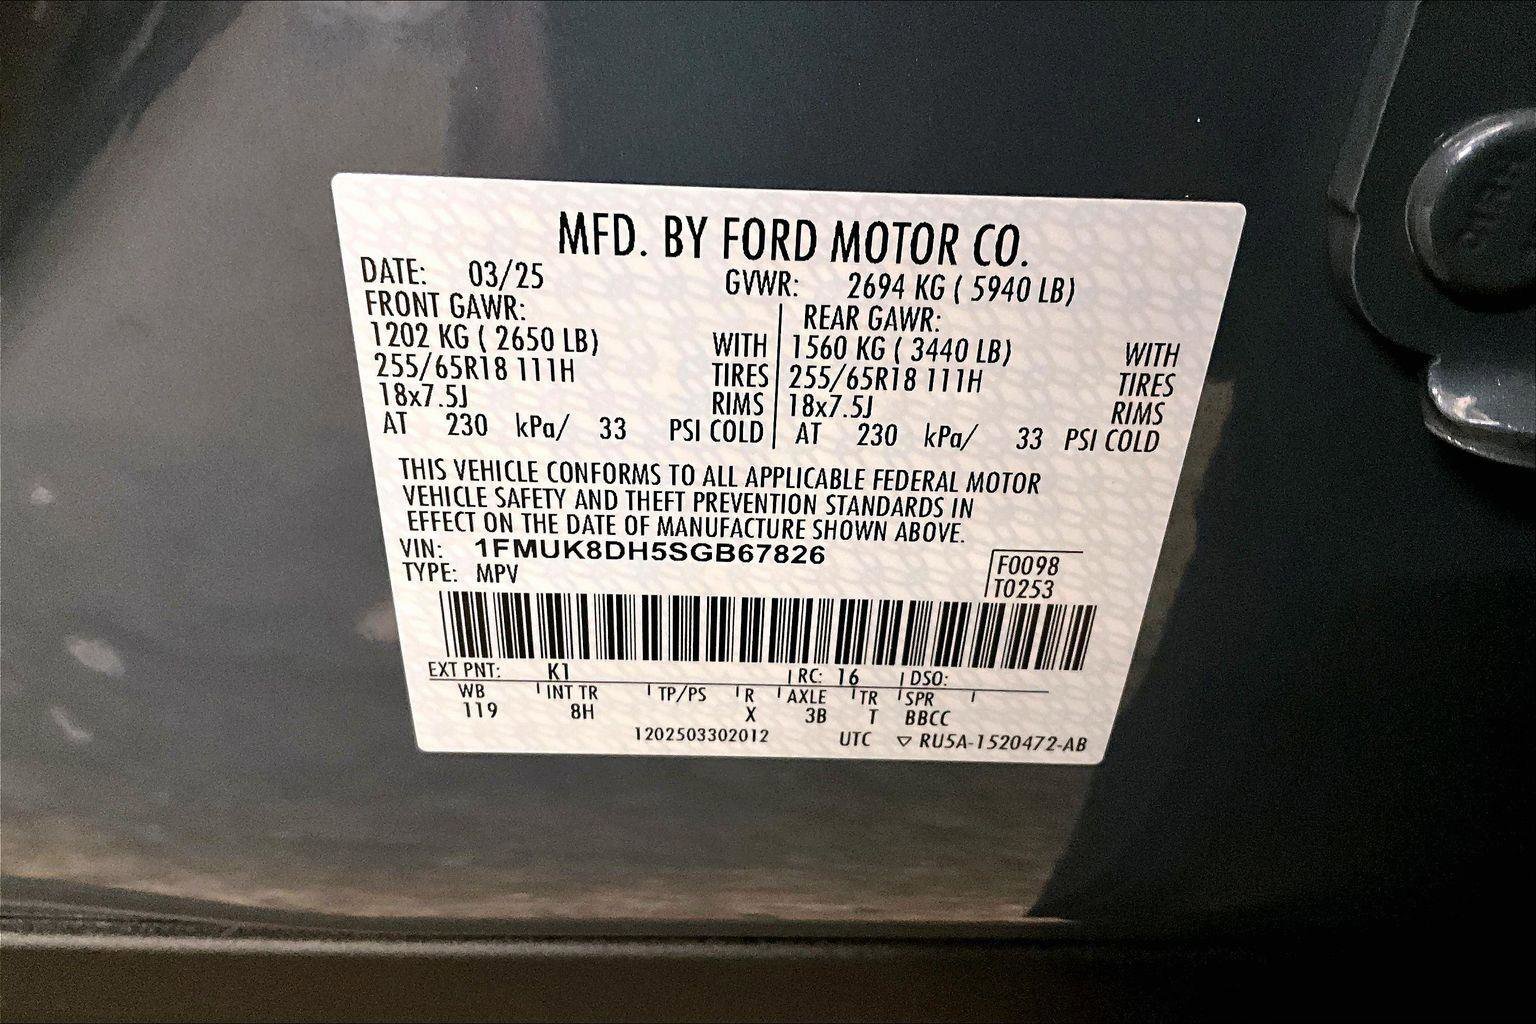 MFD. BY FORD MOTOR CO.
DATE: 03/25 GVWR: 2694 KG ( 5940 LB)
FRONT GAWR: REAR GAWR:
1202 KG ( 2650 LB) WITH 1560 KG ( 3440 LB) WITH
255/65R18 111H TIRES 255/65R18 111H TIRES
18x7.5J RIMS 18x7.5J RIMS
AT 230 kPa/ 33 PSI COLD AT 230 kPa/ 33 PSI COLD
THIS VEHICLE CONFORMS TO ALL APPLICABLE FEDERAL MOTOR
VEHICLE SAFETY AND THEFT PREVENTION STANDARDS IN
EFFECT ON THE DATE OF MANUFACTURE SHOWN ABOVE.
VIN: 1FMUK8DH5SGB67826 F0098
TYPE: MPV T0253
EXT PNT: K1 RC: 16 DSO:
WB INT TR TP/PS R AXLE TR SPR
119 8H X 3B T BBCC
1202503302012 UTC ▽ RU5A-1520472-AB